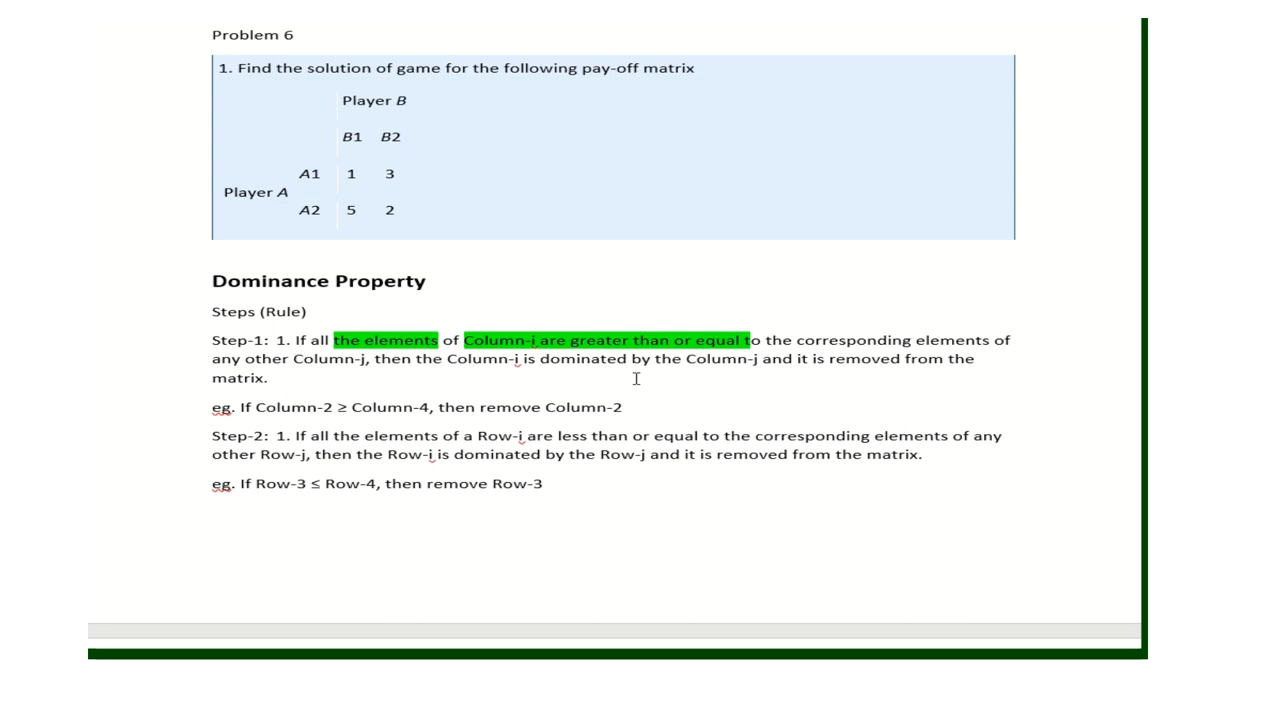 Problem 6
1. Find the solution of game for the following pay-off matrix
Player B
B1 B2
A1 1 3
Player A
A2 5 2
Dominance Property
Steps (Rule)
Step-1: 1. If all the elements of Column-i are greater than or equal to the corresponding elements of
any other Column-j, then the Column-i is dominated by the Column-j and it is removed from the
matrix.
eg. If Column-2 ≥ Column-4, then remove Column-2
Step-2: 1. If all the elements of a Row-i are less than or equal to the corresponding elements of any
other Row-j, then the Row-i is dominated by the Row-j and it is removed from the matrix.
eg. If Row-3 ≤ Row-4, then remove Row-3